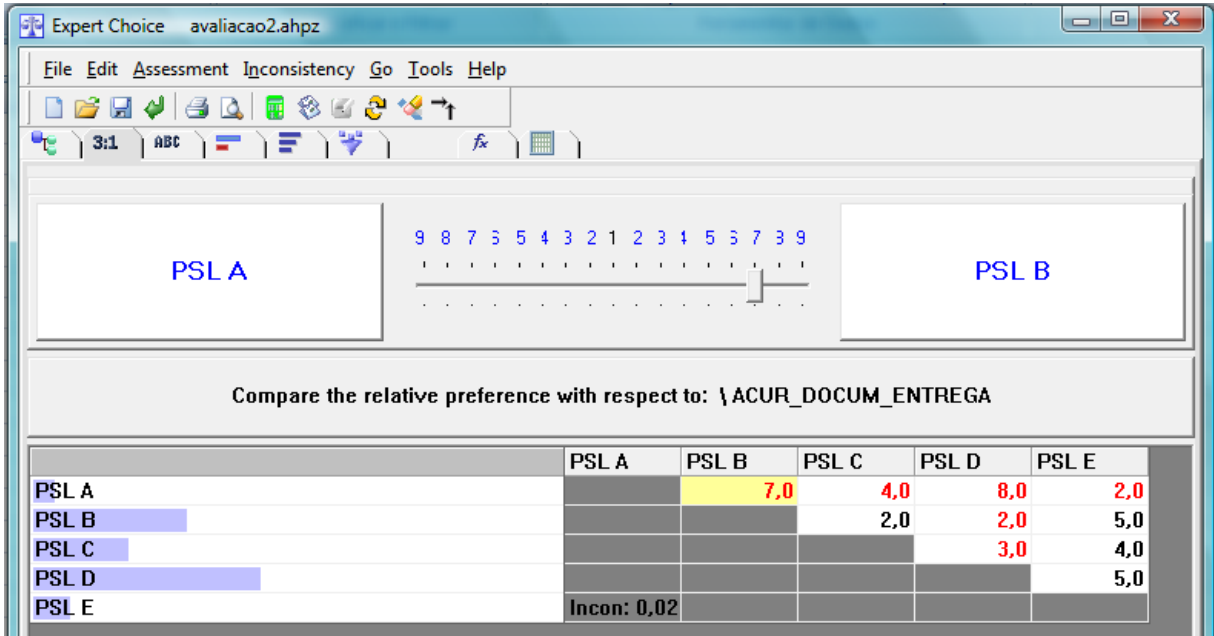 Expert Choice avaliacao2.ahpz
File Edit Assessment Inconsistency Go Tools Help
3:1 ABC fx
9 8 7 6 5 4 3 2 1 2 3 4 5 6 7 8 9
PSL A PSL B
Compare the relative preference with respect to: \ ACUR_DOCUM_ENTREGA
PSL A PSL B PSL C PSL D PSL E
PSL A 7,0 4,0 8,0 2,0
PSL B 2,0 2,0 5,0
PSL C 3,0 4,0
PSL D 5,0
PSL E Incon: 0,02